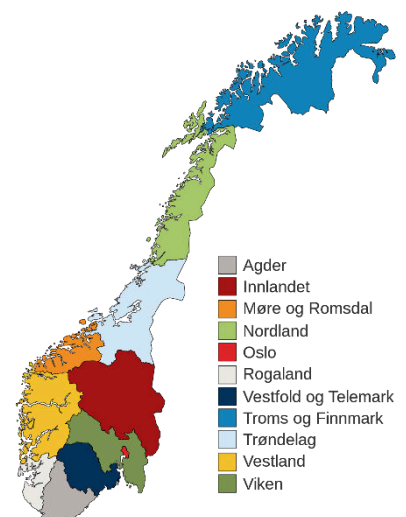 Agder
Innlandet
Møre og Romsdal
Nordland
Oslo
Rogaland
Vestfold og Telemark
Troms og Finnmark
Trøndelag
Vestland
Viken